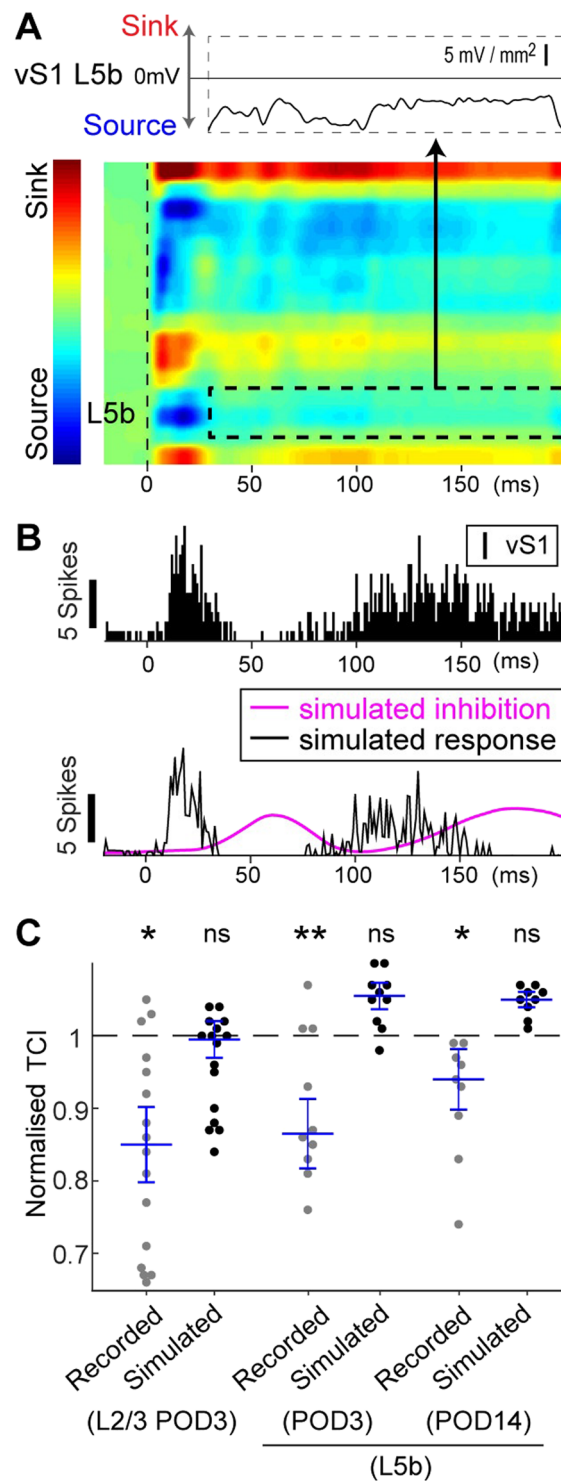 A
Sink
5 mV / mm2
vS1 L5b 0mV
Source
Sink
Source
L5b
0 50 100 150 (ms)
B
vS1
5 Spikes
0 50 100 150 (ms)
simulated inhibition
simulated response
5 Spikes
0 50 100 150 (ms)
C
* ns ** ns * ns
Normalised TCI
1
0.9
0.8
0.7
Recorded Simulated Recorded Simulated Recorded Simulated
(L2/3 POD3) (POD3) (POD14)
(L5b)